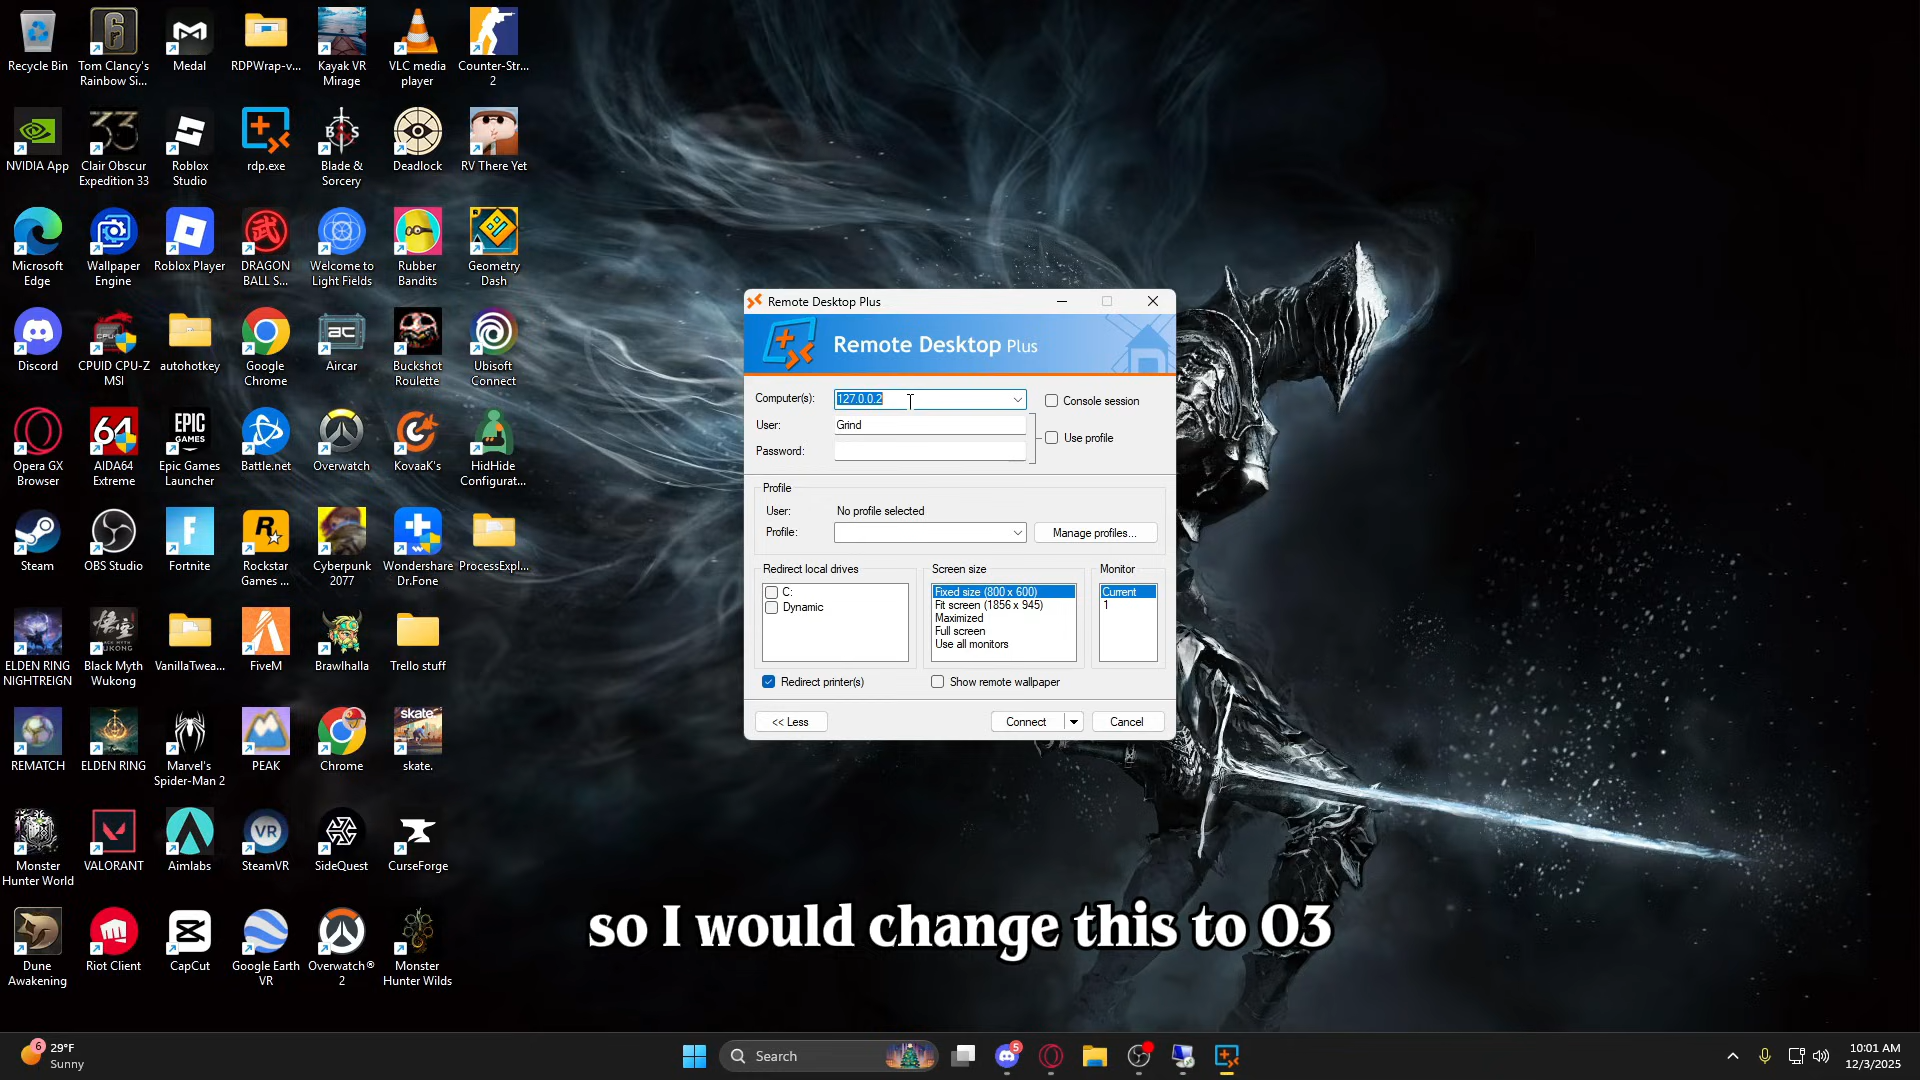 Recycle Bin
Tom Clancy's
Rainbow Si...
Medal
RDPWrap-v...
Kayak VR
Mirage
VLC media
player
Counter-Str...
2
NVIDIA App
Clair Obscur
Expedition 33
Roblox
Studio
rdp.exe
B&S
Blade &
Sorcery
Deadlock
RV There Yet
Microsoft
Edge
Wallpaper
Engine
Roblox Player
DRAGON
BALL S...
Welcome to
Light Fields
Rubber
Bandits
Geometry
Dash
Discord
CPUID CPU-Z
MSI
autohotkey
Google
Chrome
Aircar
Buckshot
Roulette
Ubisoft
Connect
Opera GX
Browser
64
AIDA64
Extreme
EPIC
GAMES
Epic Games
Launcher
Battle.net
Overwatch
KovaaK's
HidHide
Configurat...
Steam
OBS Studio
Fortnite
Rockstar
Games ...
Cyberpunk
2077
Wondershare
Dr.Fone
ProcessExpl...
ELDEN RING
NIGHTREIGN
Black Myth
Wukong
VanillaTwea...
FiveM
Brawlhalla
Trello stuff
REMATCH
ELDEN RING
Marvel's
Spider-Man 2
PEAK
Chrome
skate.
skate.
Monster
Hunter World
VALORANT
Aimlabs
VR
SteamVR
SideQuest
CurseForge
Dune
Awakening
Riot Client
CapCut
Google Earth
VR
Overwatch®
2
Monster
Hunter Wilds
Remote Desktop Plus
Remote Desktop Plus
Computer(s): 127.0.0.2
Console session
User: Grind
Use profile
Password:
Profile
User: No profile selected
Profile:
Manage profiles...
Redirect local drives
C:
Dynamic
Screen size
Fixed size (800 x 600)
Fit screen (1856 x 945)
Maximized
Full screen
Use all monitors
Monitor
Current
1
Redirect printer(s)
Show remote wallpaper
<< Less
Connect
Cancel
so I would change this to 03
6
29°F
Sunny
Search
5
10:01 AM
12/3/2025